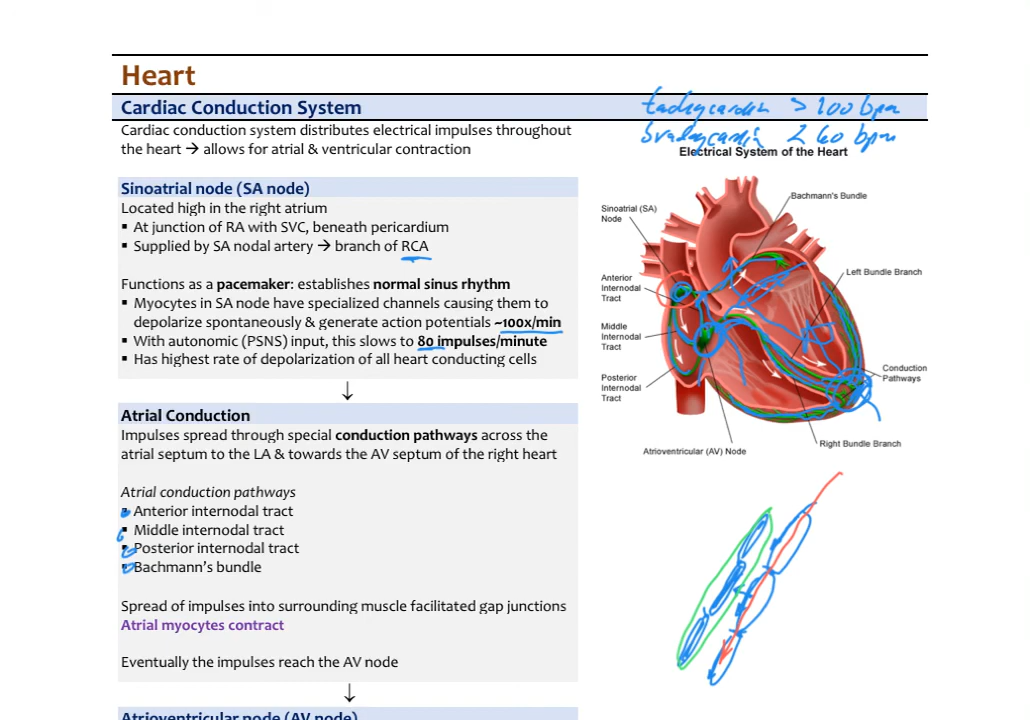 Heart
Cardiac Conduction System
tachycardia > 100 bpm
bradycardia < 60 bpm
Cardiac conduction system distributes electrical impulses throughout
the heart → allows for atrial & ventricular contraction
Sinoatrial node (SA node)
Located high in the right atrium
▪ At junction of RA with SVC, beneath pericardium
▪ Supplied by SA nodal artery → branch of RCA
Functions as a pacemaker: establishes normal sinus rhythm
▪ Myocytes in SA node have specialized channels causing them to
depolarize spontaneously & generate action potentials ~100x/min
▪ With autonomic (PSNS) input, this slows to 80 impulses/minute
▪ Has highest rate of depolarization of all heart conducting cells
↓
Atrial Conduction
Impulses spread through special conduction pathways across the
atrial septum to the LA & towards the AV septum of the right heart
Atrial conduction pathways
▪ Anterior internodal tract
▪ Middle internodal tract
▪ Posterior internodal tract
▪ Bachmann's bundle
Spread of impulses into surrounding muscle facilitated gap junctions
Atrial myocytes contract
Eventually the impulses reach the AV node
↓
Atrioventricular node (AV node)
Electrical System of the Heart
Bachmann's Bundle
Sinoatrial (SA)
Node
Left Bundle Branch
Anterior
Internodal
Tract
Middle
Internodal
Tract
Posterior
Internodal
Tract
Conduction
Pathways
Right Bundle Branch
Atrioventricular (AV) Node